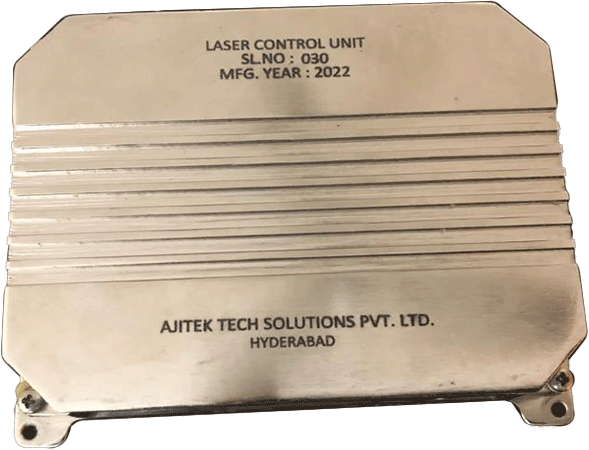 LASER CONTROL UNIT
SL.NO : 030
MFG. YEAR : 2022
AJITEK TECH SOLUTIONS PVT. LTD.
HYDERABAD